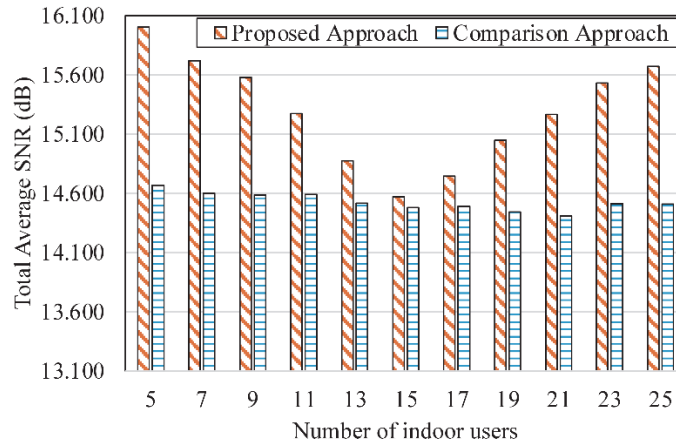 16.100
Proposed Approach Comparison Approach
15.600
15.100
14.600
14.100
13.600
13.100
Total Average SNR (dB)
5 7 9 11 13 15 17 19 21 23 25
Number of indoor users